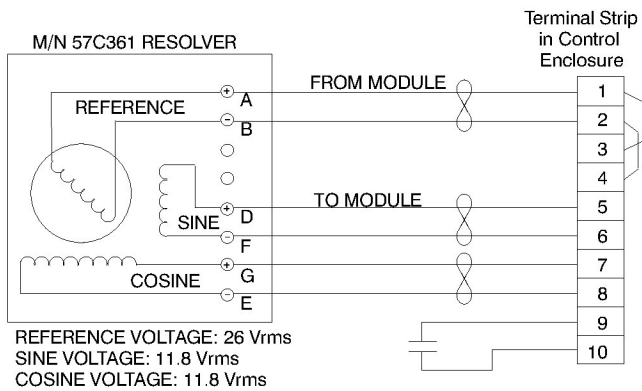 Terminal Strip
in Control
Enclosure
M/N 57C361 RESOLVER
FROM MODULE
REFERENCE
+ A
- B
1
2
3
4
TO MODULE
SINE
+ D
- F
5
6
COSINE
+ G
- E
7
8
9
10
REFERENCE VOLTAGE: 26 Vrms
SINE VOLTAGE: 11.8 Vrms
COSINE VOLTAGE: 11.8 Vrms